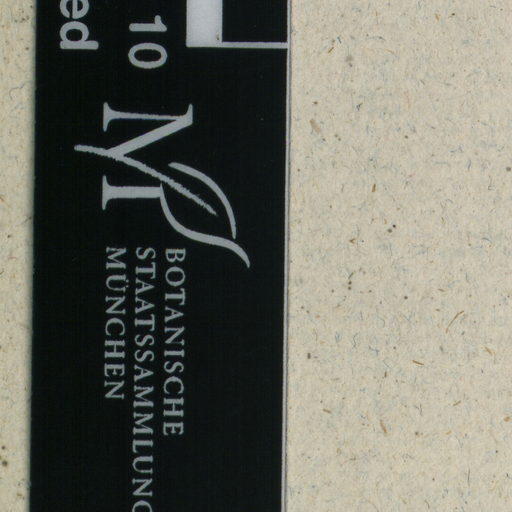 10
ed
BOTANISCHE
STAATSSAMMLUNG
MÜNCHEN